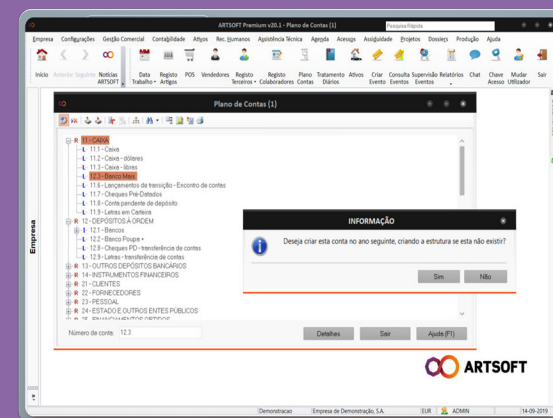 ARTSOFT Premium v20.1 - Plano de Contas (1)
Pesquisa Rápida
Empresa Configurações Gestão Comercial Contabilidade Ativos Rec. Humanos Assistência Técnica Agenda Acessos Assiduidade Projetos Dossiers Produção Ajuda
Início Anterior Seguinte Notícias ARTSOFT Data Trabalho Registo Artigos POS Vendedores Registo Terceiros Registo Colaboradores Plano Contas Tratamento Diários Ativos Criar Evento Consulta Eventos Supervisão Eventos Relatórios Chat Chave Acesso Mudar Utilizador Sair
Plano de Contas (1)
R 11 - CAIXA
L 11.1 - Caixa
L 11.2 - Caixa - dólares
L 11.3 - Caixa - libras
L 12.3 - Banco Mais
L 11.6 - Lançamentos de transição - Encontro de contas
L 11.7 - Cheques Pré-Datados
L 11.8 - Conta pendente de depósito
L 11.9 - Letras em Carteira
R 12 - DEPÓSITOS À ORDEM
I 12.1 - Bancos
L 12.2 - Banco Poupe +
L 12.8 - Cheques PD - transferência de contas
L 12.9 - Letras - transferência de contas
R 13 - OUTROS DEPÓSITOS BANCÁRIOS
R 14 - INSTRUMENTOS FINANCEIROS
R 21 - CLIENTES
R 22 - FORNECEDORES
R 23 - PESSOAL
R 24 - ESTADO E OUTROS ENTES PÚBLICOS
R 25 - FINANCIAMENTOS OBTIDOS
Número de conta: 12.3
Detalhes Sair Ajuda (F1)
INFORMAÇÃO
Deseja criar esta conta no ano seguinte, criando a estrutura se esta não existir?
Sim Não
Empresa
ARTSOFT
Demonstracao Empresa de Demonstração, S.A. EUR ADMIN 14-09-2019